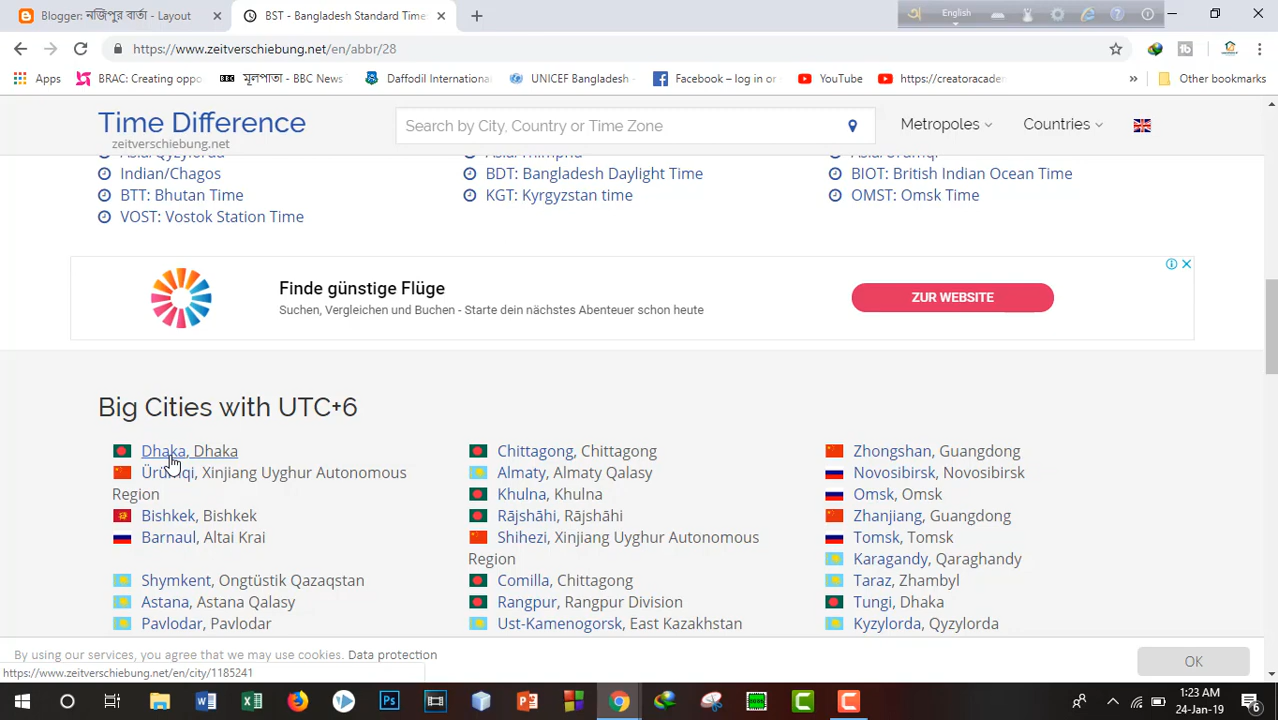 Blogger: নজিপুর বার্তা - Layout
BST - Bangladesh Standard Time
English
https://www.zeitverschiebung.net/en/abbr/28
Apps
BRAC: Creating oppo
BBC মূলপাতা - BBC News
Daffodil Internationa
UNICEF Bangladesh -
Facebook – log in or
YouTube
https://creatoracade
Other bookmarks
Time Difference
zeitverschiebung.net
Search by City, Country or Time Zone
Metropoles
Countries
Asia/Qyzylorda
Asia/Thimphu
Asia/Urumqi
Indian/Chagos
BDT: Bangladesh Daylight Time
BIOT: British Indian Ocean Time
BTT: Bhutan Time
KGT: Kyrgyzstan time
OMST: Omsk Time
VOST: Vostok Station Time
Finde günstige Flüge
Suchen, Vergleichen und Buchen - Starte dein nächstes Abenteuer schon heute
ZUR WEBSITE
Big Cities with UTC+6
Dhaka, Dhaka
Chittagong, Chittagong
Zhongshan, Guangdong
Ürümqi, Xinjiang Uyghur Autonomous
Region
Almaty, Almaty Qalasy
Novosibirsk, Novosibirsk
Khulna, Khulna
Omsk, Omsk
Bishkek, Bishkek
Rājshāhi, Rājshāhi
Zhanjiang, Guangdong
Barnaul, Altai Krai
Shihezi, Xinjiang Uyghur Autonomous
Region
Tomsk, Tomsk
Karagandy, Qaraghandy
Shymkent, Ongtüstik Qazaqstan
Comilla, Chittagong
Taraz, Zhambyl
Astana, Astana Qalasy
Rangpur, Rangpur Division
Tungi, Dhaka
Pavlodar, Pavlodar
Ust-Kamenogorsk, East Kazakhstan
Kyzylorda, Qyzylorda
By using our services, you agree that we may use cookies. Data protection
OK
https://www.zeitverschiebung.net/en/city/1185241
1:23 AM
24-Jan-19
6